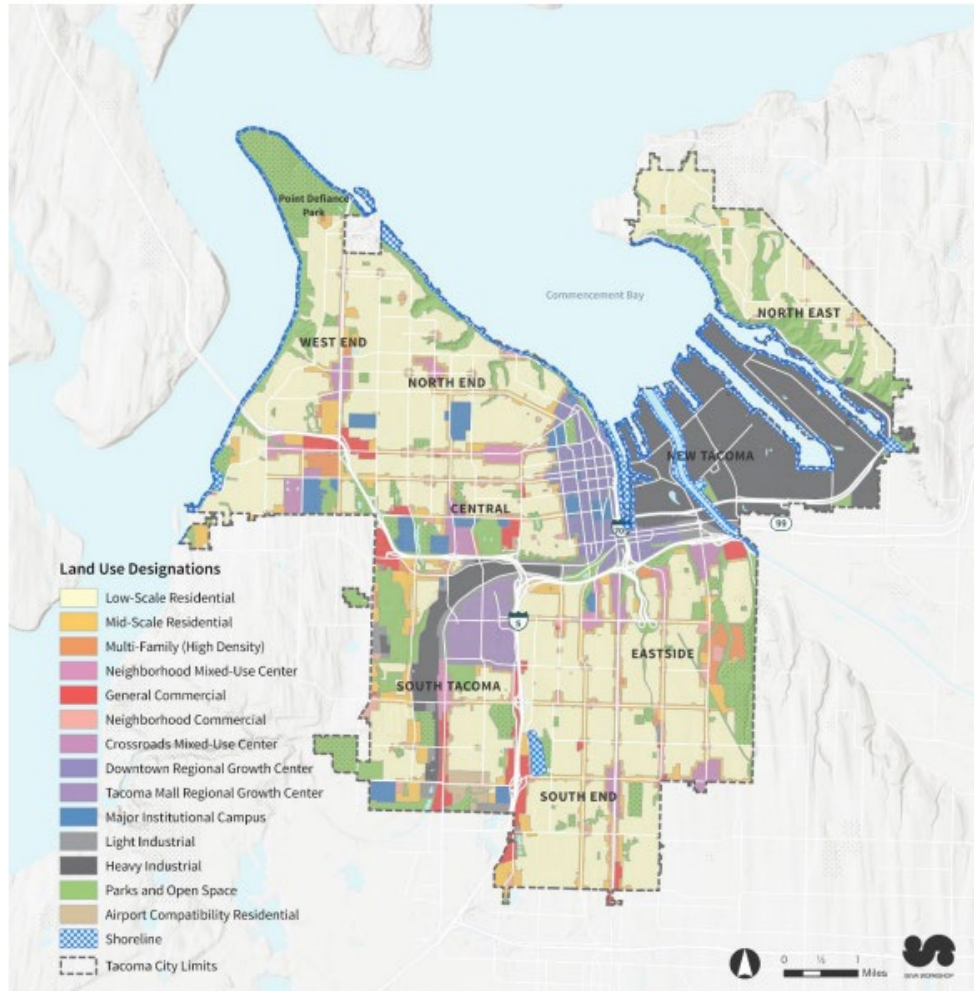 Point Defiance
Park
Commencement Bay
NORTH EAST
WEST END
NORTH END
NEW TACOMA
CENTRAL
99
705
5
EASTSIDE
SOUTH TACOMA
SOUTH END
Land Use Designations
Low-Scale Residential
Mid-Scale Residential
Multi-Family (High Density)
Neighborhood Mixed-Use Center
General Commercial
Neighborhood Commercial
Crossroads Mixed-Use Center
Downtown Regional Growth Center
Tacoma Mall Regional Growth Center
Major Institutional Campus
Light Industrial
Heavy Industrial
Parks and Open Space
Airport Compatibility Residential
Shoreline
Tacoma City Limits
0 ½ 1
Miles
SEVA WORKSHOP